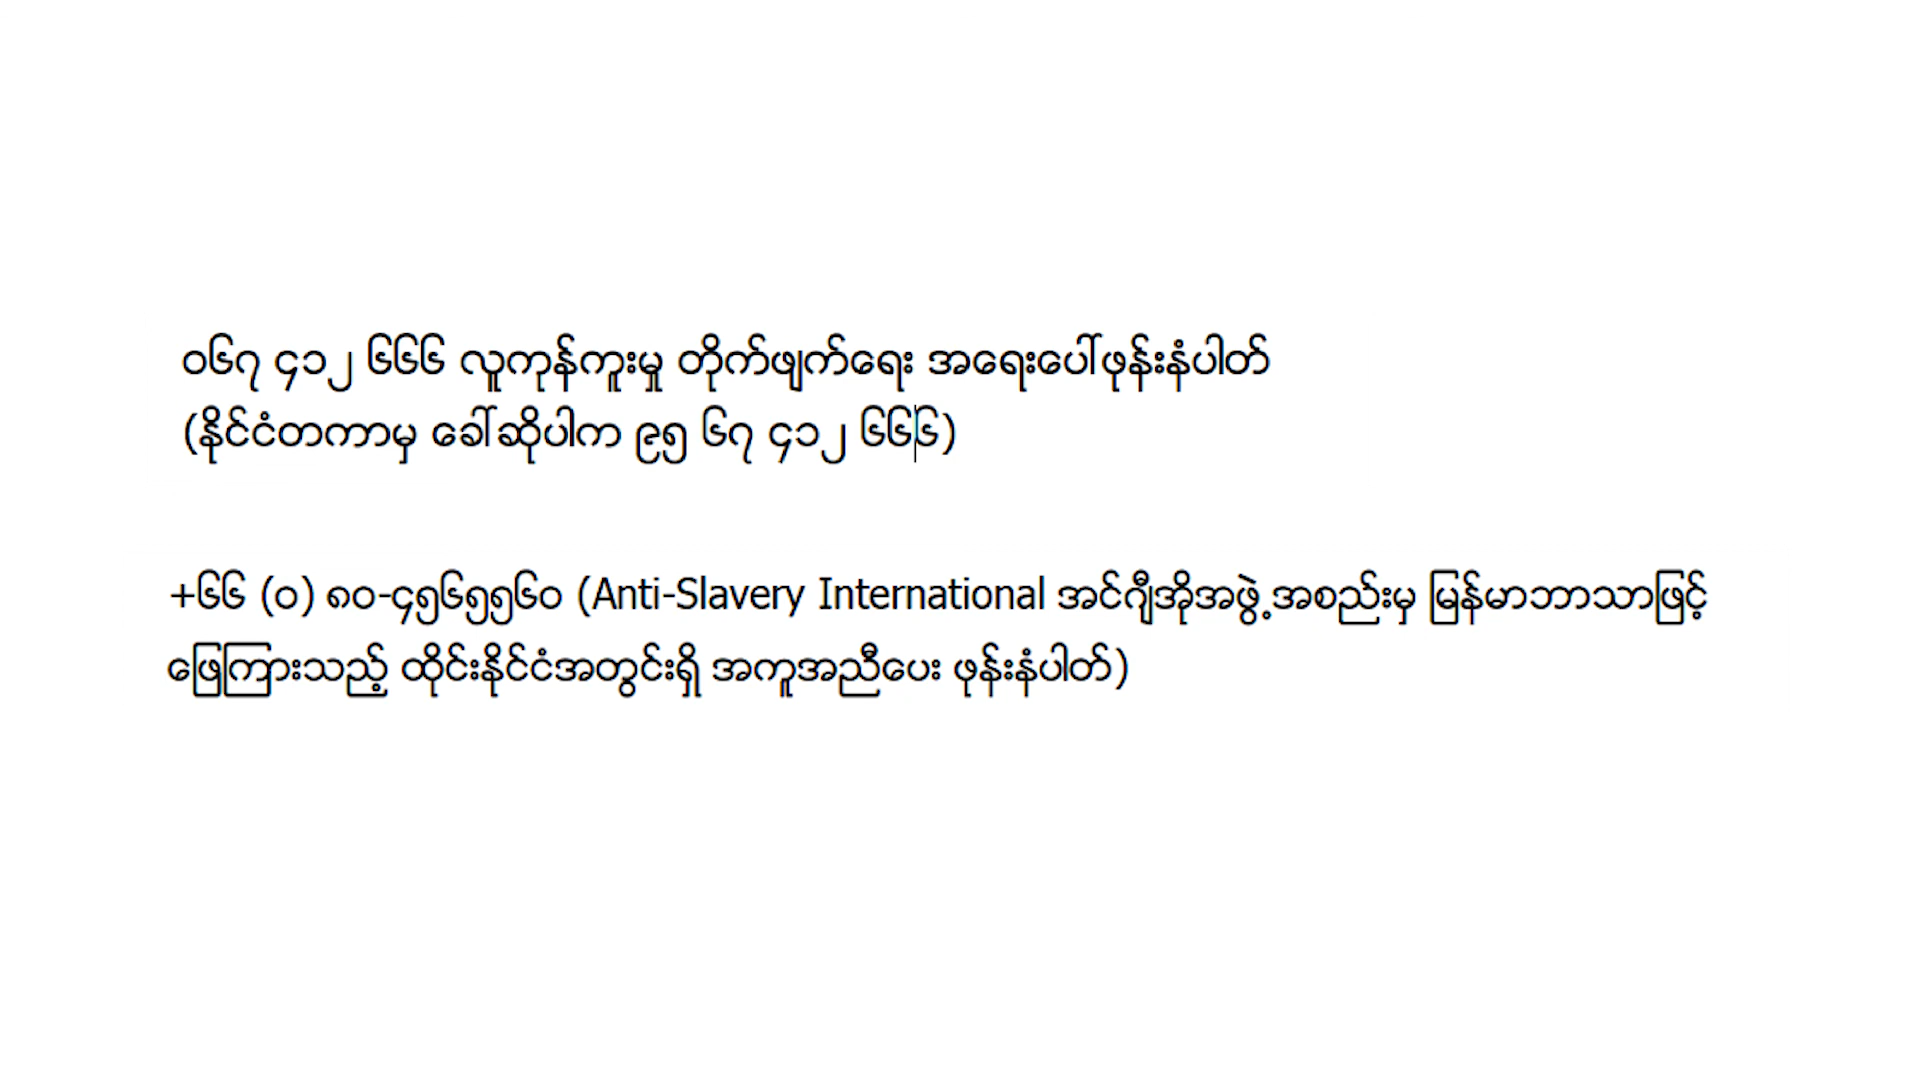 ၀၆၇ ၄၁၂ ၆၆၆ လူကုန်ကူးမှု တိုက်ဖျက်ရေး အရေးပေါ်ဖုန်းနံပါတ်
(နိုင်ငံတကာမှ ခေါ်ဆိုပါက ၉၅ ၆၇ ၄၁၂ ၆၆၆)
+၆၆ (၀) ၈၀-၄၅၆၅၅၆၀ (Anti-Slavery International အင်ဂျီအိုအဖွဲ့အစည်းမှ မြန်မာဘာသာဖြင့်
ဖြေကြားသည့် ထိုင်းနိုင်ငံအတွင်းရှိ အကူအညီပေး ဖုန်းနံပါတ်)